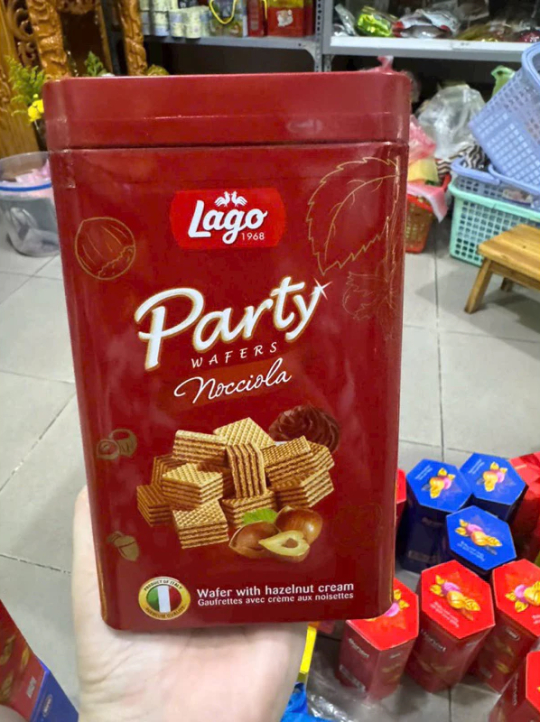 Lago
1968
Party
WAFERS
Nocciola
Wafer with hazelnut cream
Gaufrettes avec crème aux noisettes